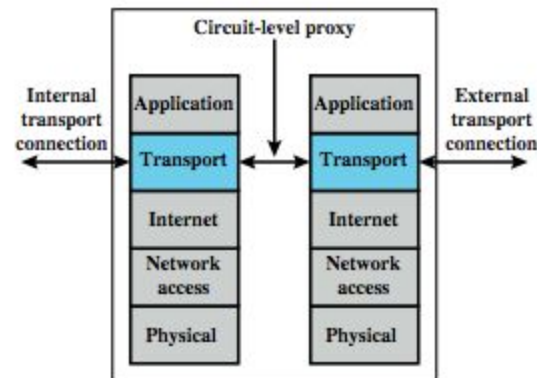 Circuit-level proxy
Internal
transport
connection
External
transport
connection
Application
Transport
Internet
Network
access
Physical
Application
Transport
Internet
Network
access
Physical